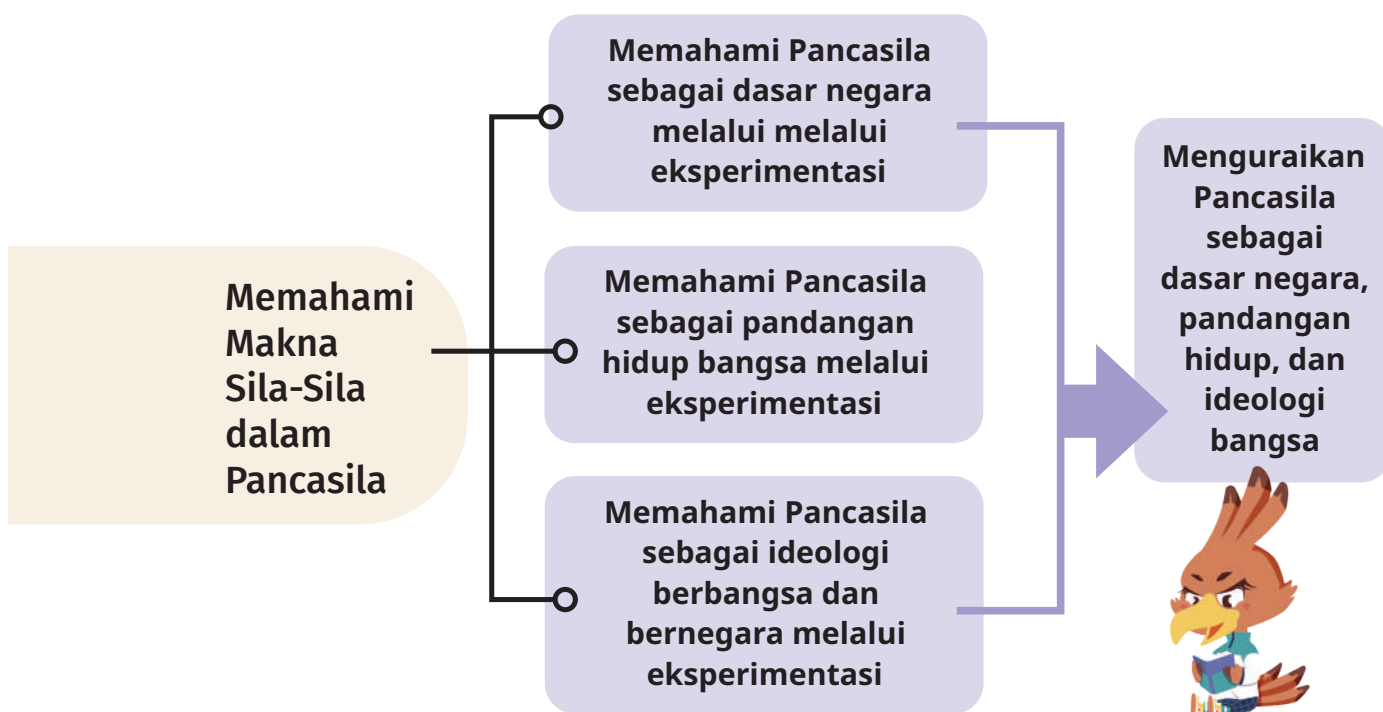 Memahami
Makna
Sila-Sila
dalam
Pancasila
Memahami Pancasila
sebagai dasar negara
melalui melalui
eksperimentasi
Memahami Pancasila
sebagai pandangan
hidup bangsa melalui
eksperimentasi
Memahami Pancasila
sebagai ideologi
berbangsa dan
bernegara melalui
eksperimentasi
Menguraikan
Pancasila
sebagai
dasar negara,
pandangan
hidup, dan
ideologi
bangsa